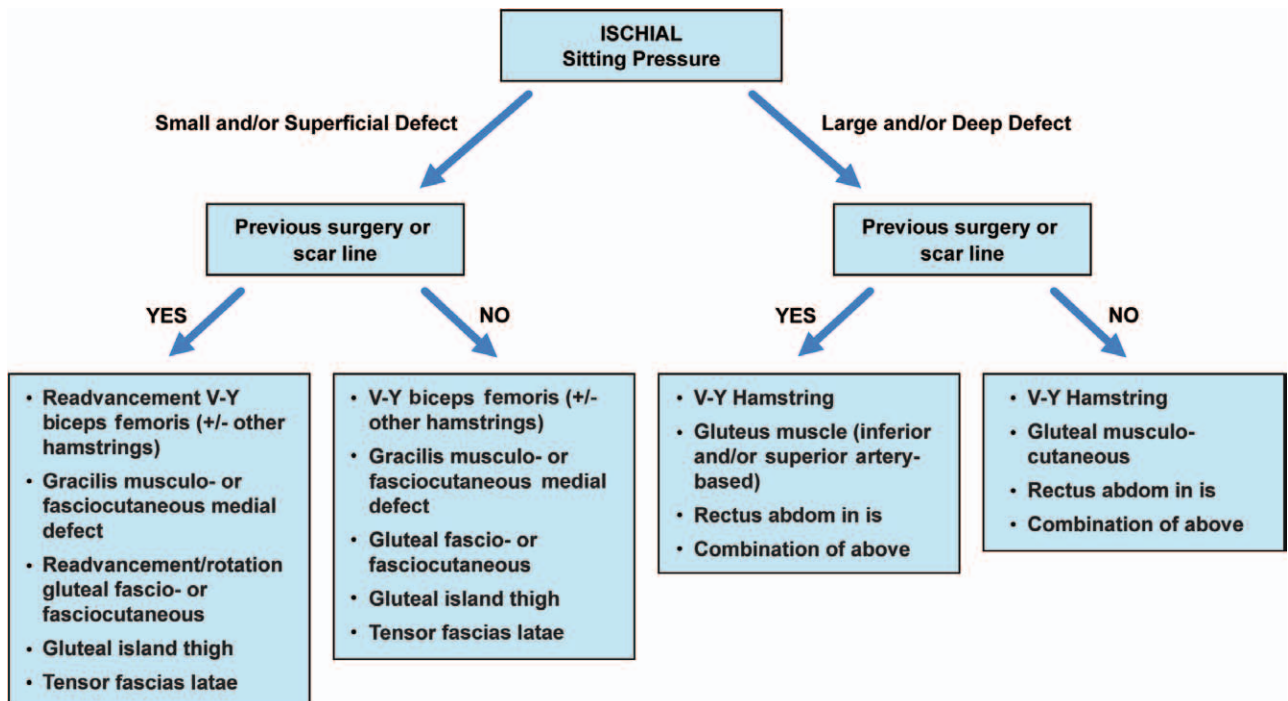 ISCHIAL
Sitting Pressure
Small and/or Superficial Defect
Large and/or Deep Defect
Previous surgery or
scar line
Previous surgery or
scar line
YES
NO
YES
NO
• Readvancement V-Y
biceps femoris (+/- other
hamstrings)
• Gracilis musculo- or
fasciocutaneous medial
defect
• Readvancement/rotation
gluteal fascio- or
fasciocutaneous
• Gluteal island thigh
• Tensor fascias latae
• V-Y biceps femoris (+/-
other hamstrings)
• Gracilis musculo- or
fasciocutaneous medial
defect
• Gluteal fascio- or
fasciocutaneous
• Gluteal island thigh
• Tensor fascias latae
• V-Y Hamstring
• Gluteus muscle (inferior
and/or superior artery-
based)
• Rectus abdom in is
• Combination of above
• V-Y Hamstring
• Gluteal musculo-
cutaneous
• Rectus abdom in is
• Combination of above